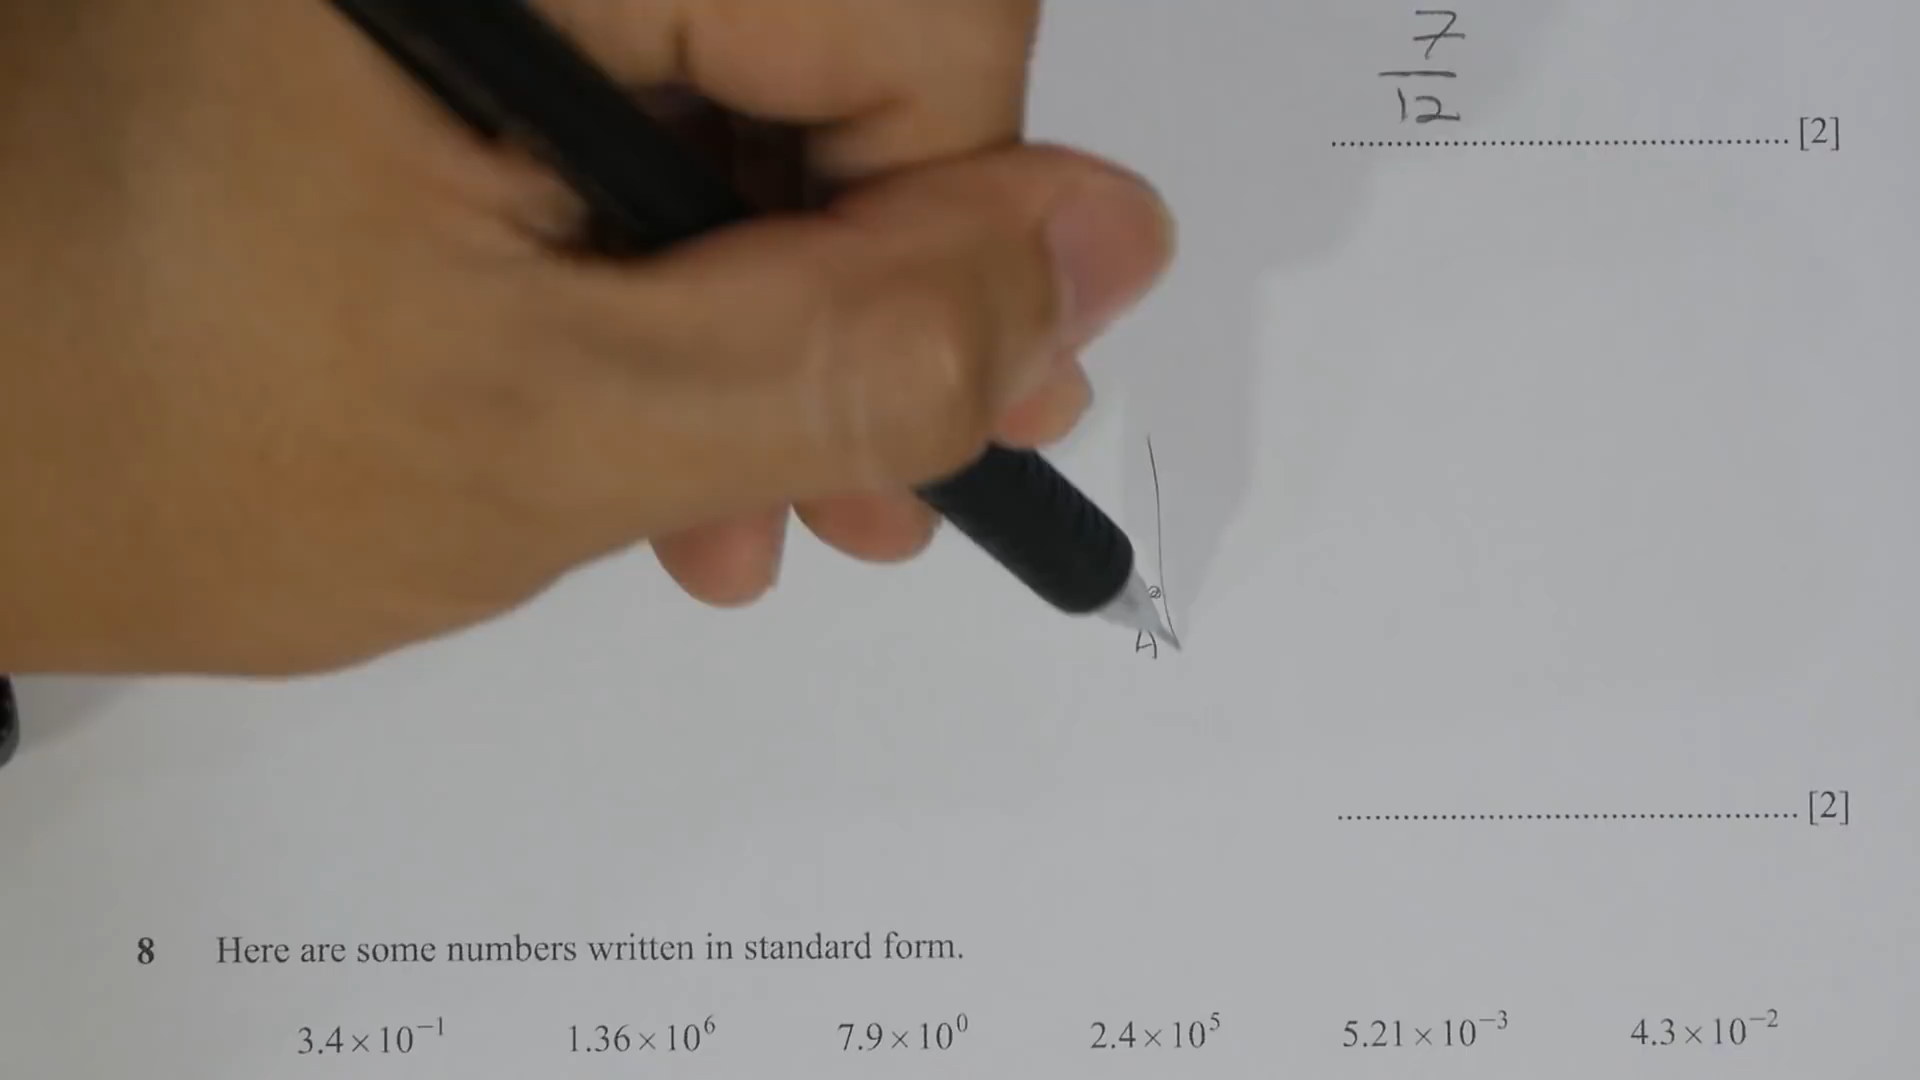 7
12
[2]
[2]
8 Here are some numbers written in standard form.
3.4 × 10⁻¹ 1.36 × 10⁶ 7.9 × 10⁰ 2.4 × 10⁵ 5.21 × 10⁻³ 4.3 × 10⁻²